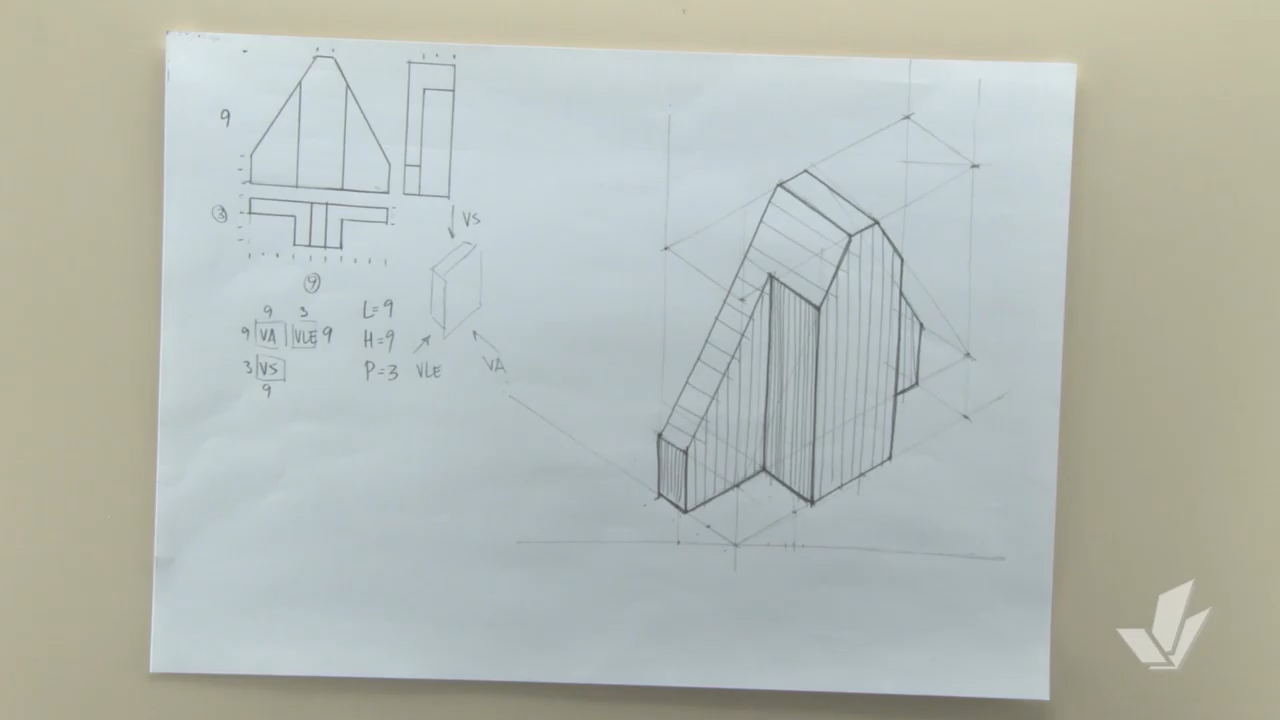 9
③
⑨
VS
9 3
9 VA VLE 9
3 VS
9
L=9
H=9
P=3
VLE
VA